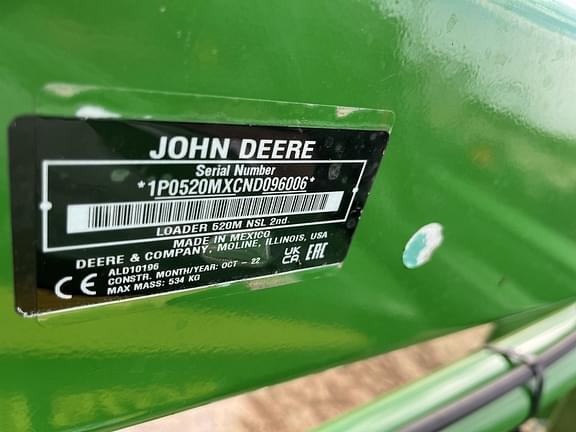 JOHN DEERE
Serial Number
*1P0520MXCND096006*
LOADER 520M NSL 2nd.
MADE IN MEXICO
DEERE & COMPANY, MOLINE, ILLINOIS, USA
ALD10196
CONSTR. MONTH/YEAR: OCT - 22
MAX MASS: 534 KG
CE
UK
CA
EAC